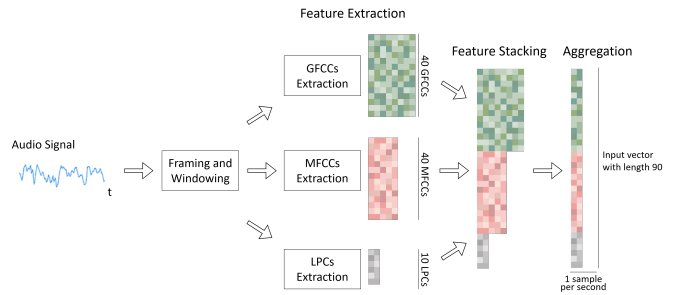 Feature Extraction
Feature Stacking
Aggregation
Audio Signal
t
Framing and
Windowing
GFCCs
Extraction
40 GFCCs
MFCCs
Extraction
40 MFCCs
LPCs
Extraction
10 LPCs
Input vector
with length 90
1 sample
per second